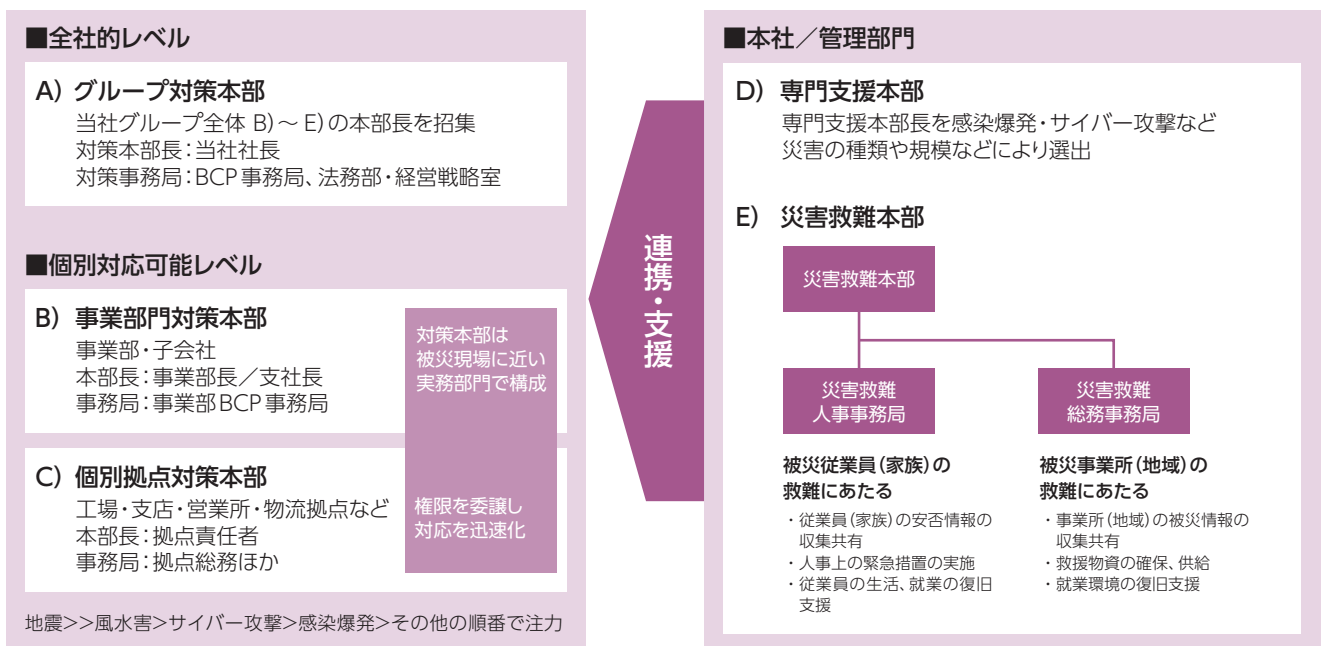 ■全社的レベル
A）グループ対策本部
当社グループ全体 B）～ E）の本部長を招集
対策本部長：当社社長
対策事務局：BCP事務局、法務部・経営戦略室
■個別対応可能レベル
B）事業部門対策本部
事業部・子会社
本部長：事業部長／支社長
事務局：事業部BCP事務局
対策本部は
被災現場に近い
実務部門で構成
C）個別拠点対策本部
工場・支店・営業所・物流拠点など
本部長：拠点責任者
事務局：拠点総務ほか
権限を委譲し
対応を迅速化
地震>>風水害>サイバー攻撃>感染爆発>その他の順番で注力
連携・支援
■本社／管理部門
D）専門支援本部
専門支援本部長を感染爆発・サイバー攻撃など
災害の種類や規模などにより選出
E）災害救難本部
災害救難本部
災害救難
人事事務局
災害救難
総務事務局
被災従業員（家族）の
救難にあたる
・従業員（家族）の安否情報の
収集共有
・人事上の緊急措置の実施
・従業員の生活、就業の復旧
支援
被災事業所（地域）の
救難にあたる
・事業所（地域）の被災情報の
収集共有
・救援物資の確保、供給
・就業環境の復旧支援